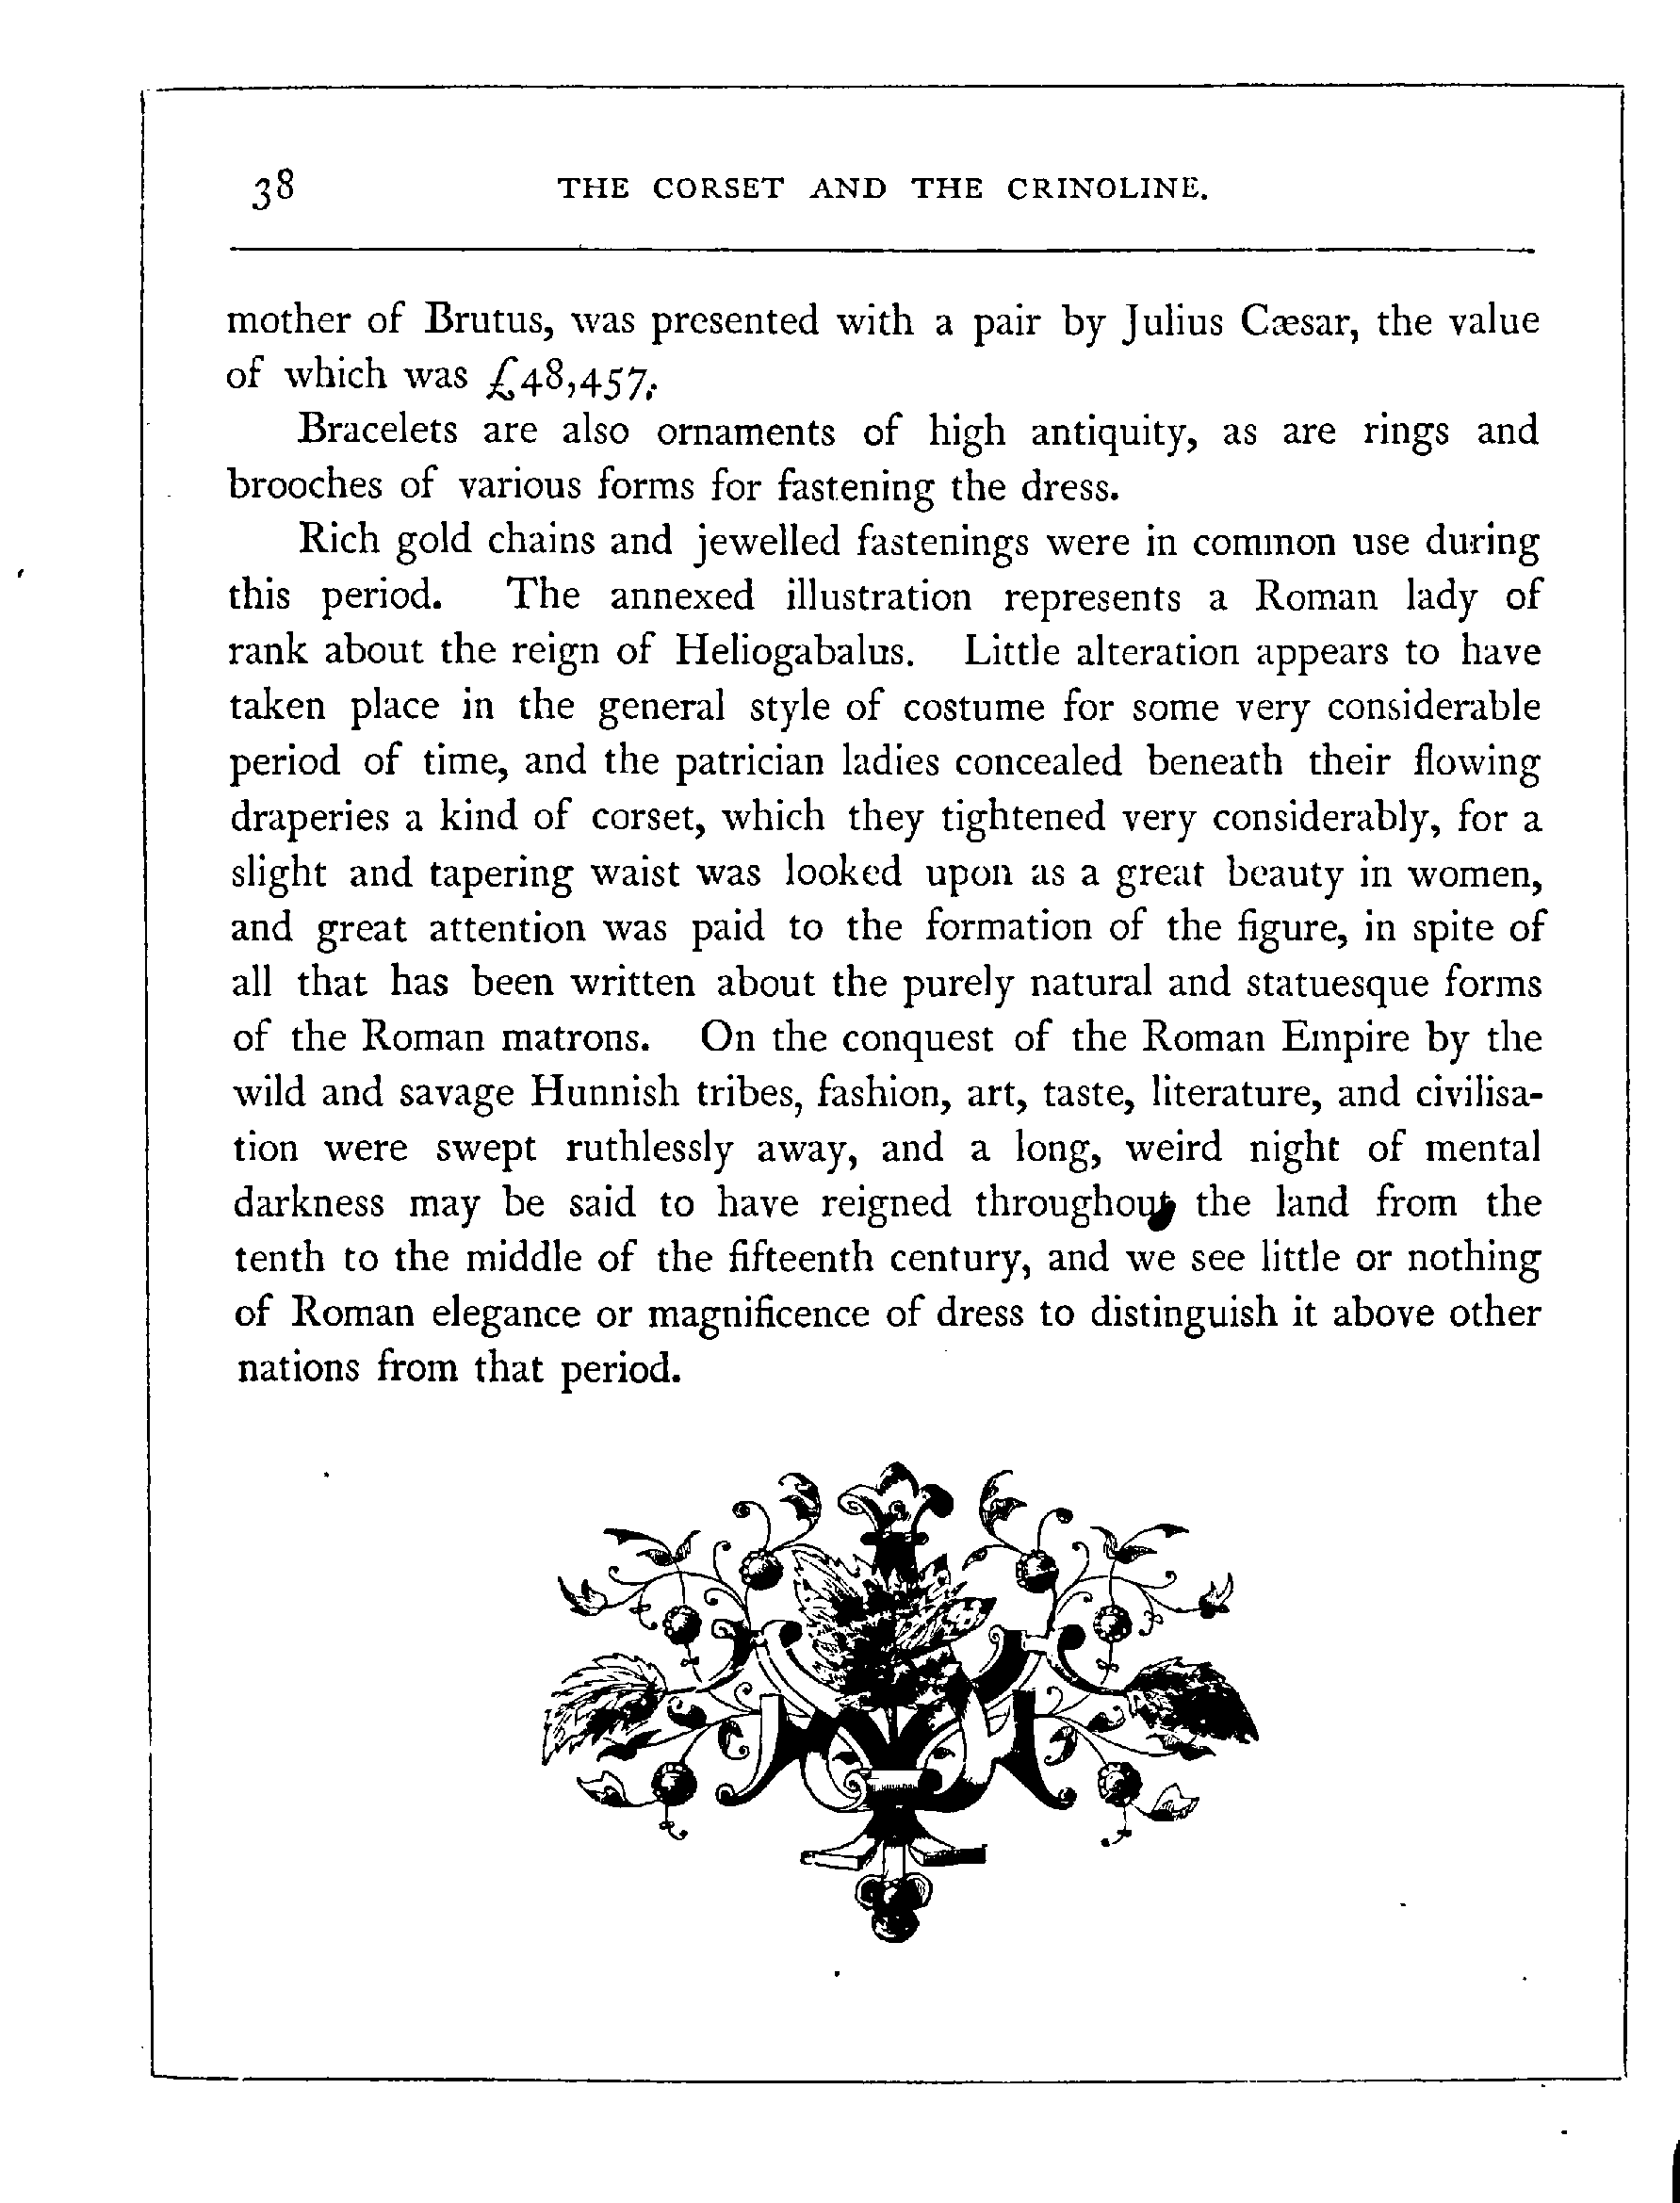 38 THE CORSET AND THE CRINOLINE.
mother of Brutus, was presented with a pair by Julius Cæsar, the value
of which was £48,457.
Bracelets are also ornaments of high antiquity, as are rings and
brooches of various forms for fastening the dress.
Rich gold chains and jewelled fastenings were in common use during
this period. The annexed illustration represents a Roman lady of
rank about the reign of Heliogabalus. Little alteration appears to have
taken place in the general style of costume for some very considerable
period of time, and the patrician ladies concealed beneath their flowing
draperies a kind of corset, which they tightened very considerably, for a
slight and tapering waist was looked upon as a great beauty in women,
and great attention was paid to the formation of the figure, in spite of
all that has been written about the purely natural and statuesque forms
of the Roman matrons. On the conquest of the Roman Empire by the
wild and savage Hunnish tribes, fashion, art, taste, literature, and civilisa-
tion were swept ruthlessly away, and a long, weird night of mental
darkness may be said to have reigned throughout the land from the
tenth to the middle of the fifteenth century, and we see little or nothing
of Roman elegance or magnificence of dress to distinguish it above other
nations from that period.